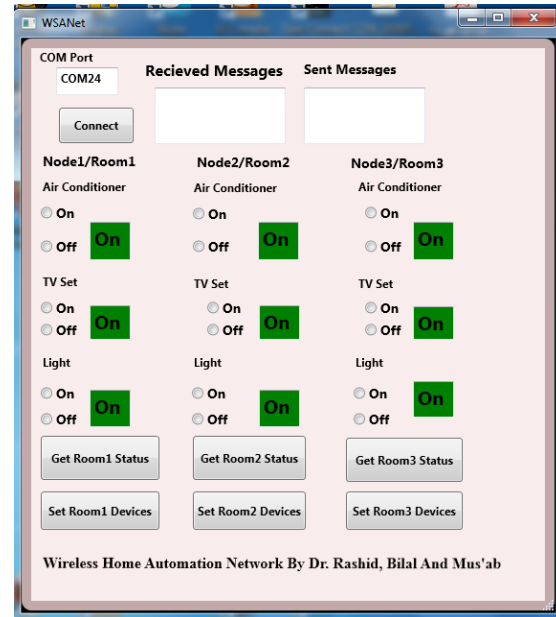 WSANet
COM Port
COM24
Recieved Messages Sent Messages
Connect
Node1/Room1 Node2/Room2 Node3/Room3
Air Conditioner Air Conditioner Air Conditioner
On On On
Off On Off On Off On
TV Set TV Set TV Set
On On On
Off On Off On Off On
Light Light Light
On On On On
Off On Off On Off
Get Room1 Status Get Room2 Status Get Room3 Status
Set Room1 Devices Set Room2 Devices Set Room3 Devices
Wireless Home Automation Network By Dr. Rashid, Bilal And Mus'ab